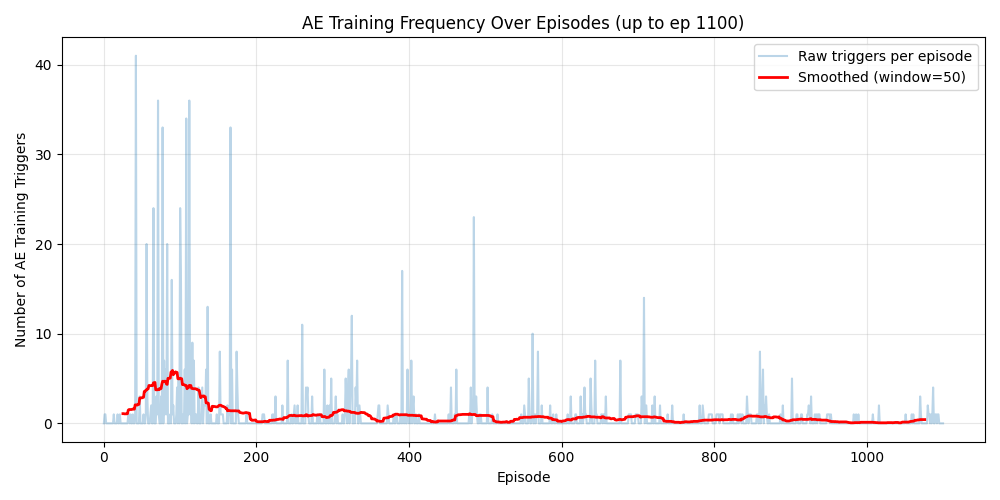 AE Training Frequency Over Episodes (up to ep 1100)
Raw triggers per episode
Smoothed (window=50)
Number of AE Training Triggers
40
30
20
10
0
0 200 400 600 800 1000
Episode